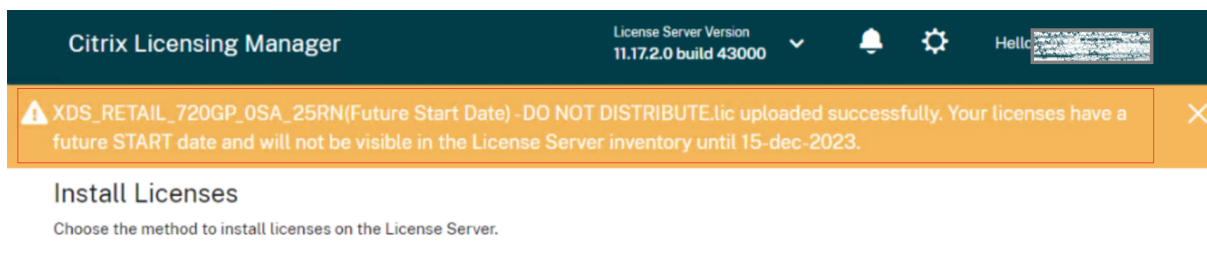 Citrix Licensing Manager
License Server Version
11.17.2.0 build 43000
Hello
XDS_RETAIL_720GP_0SA_25RN(Future Start Date) -DO NOT DISTRIBUTE.lic uploaded successfully. Your licenses have a
future START date and will not be visible in the License Server inventory until 15-dec-2023.
Install Licenses
Choose the method to install licenses on the License Server.